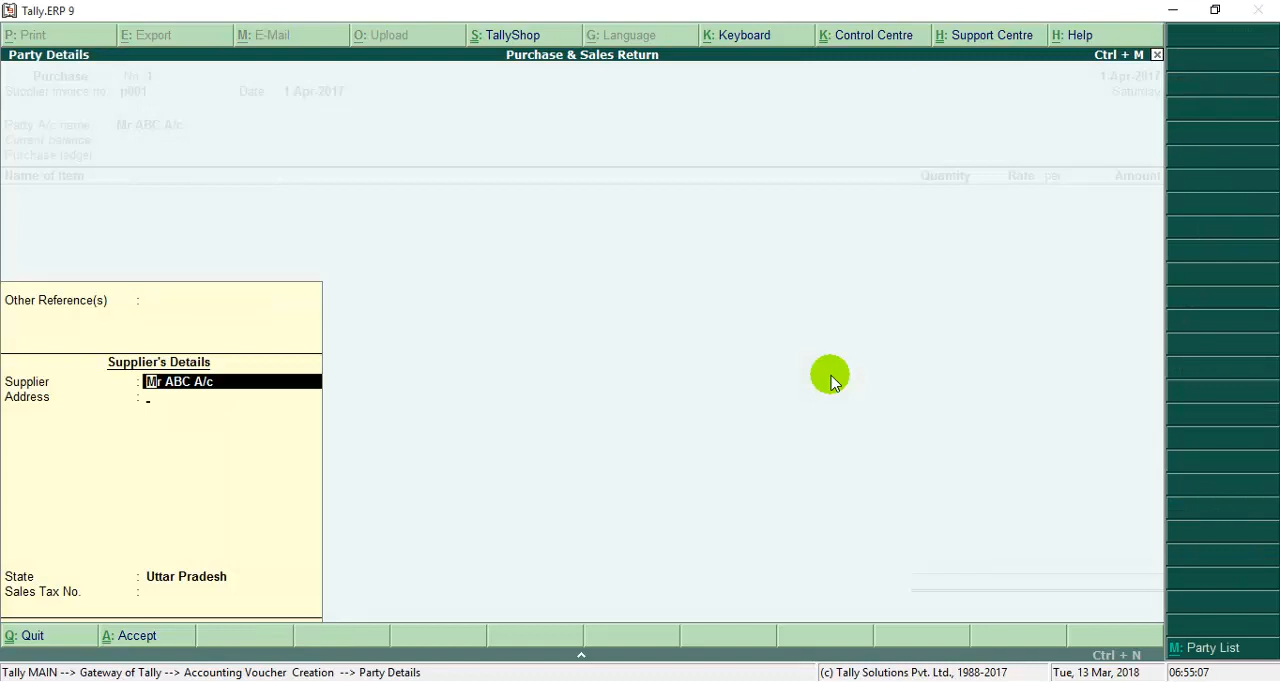 Tally.ERP 9
P: Print E: Export M: E-Mail O: Upload S: TallyShop G: Language K: Keyboard K: Control Centre H: Support Centre H: Help
Party Details Purchase & Sales Return Ctrl + M
Purchase No. 1 1-Apr-2017
Supplier invoice no. p001 Date 1-Apr-2017 Saturday
Party A/c name Mr ABC A/c
Current balance
Purchase ledger
Name of Item Quantity Rate per Amount
Other Reference(s) :
Supplier's Details
Supplier : Mr ABC A/c
Address :
State : Uttar Pradesh
Sales Tax No. :
Q: Quit A: Accept
M: Party List
Ctrl + N
Tally MAIN --> Gateway of Tally --> Accounting Voucher Creation --> Party Details (c) Tally Solutions Pvt. Ltd., 1988-2017 Tue, 13 Mar, 2018 06:55:07